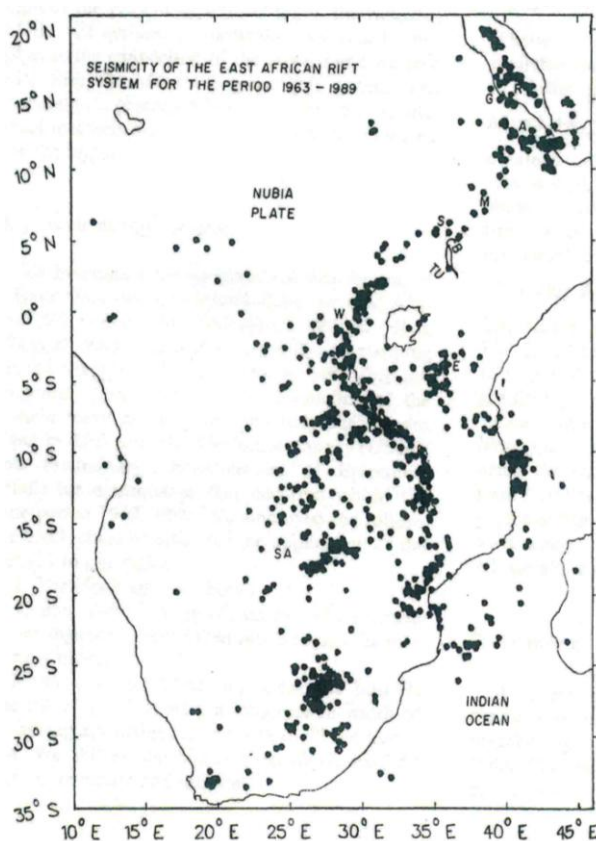 20° N
SEISMICITY OF THE EAST AFRICAN RIFT
SYSTEM FOR THE PERIOD 1963 – 1989
R
15° N
G
A
10° N
NUBIA
PLATE
M
S
5° N
TU
B
0°
W
E
5° S
10° S
15° S
SA
20° S
25° S
INDIAN
OCEAN
30° S
35° S
10° E 15° E 20° E 25° E 30° E 35° E 40° E 45° E